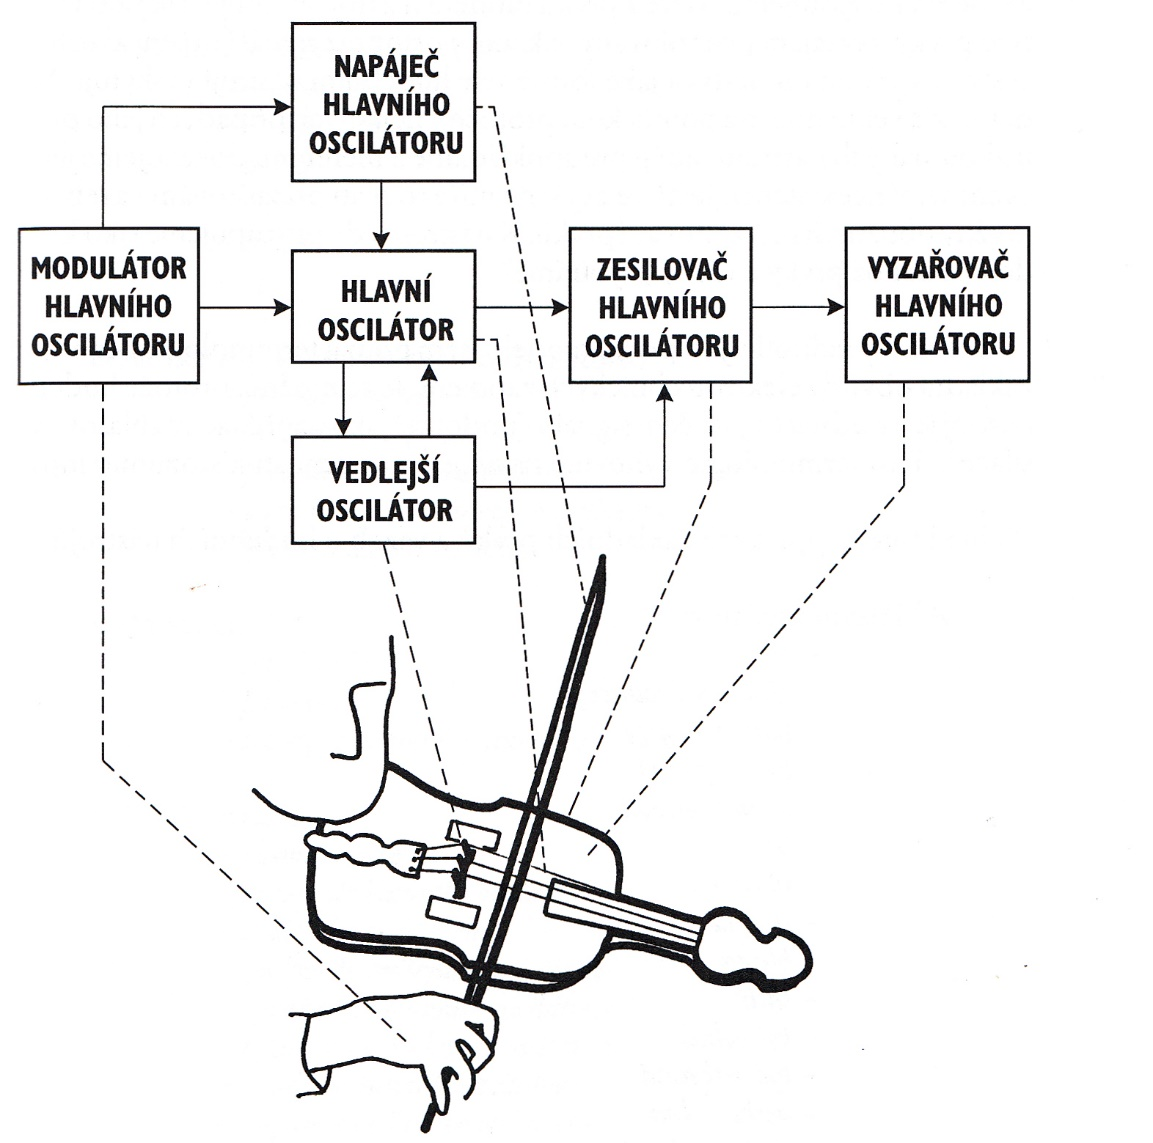 NAPÁJEČ
HLAVNÍHO
OSCILÁTORU
MODULÁTOR
HLAVNÍHO
OSCILÁTORU
HLAVNÍ
OSCILÁTOR
ZESILOVAČ
HLAVNÍHO
OSCILÁTORU
VYZAŘOVAČ
HLAVNÍHO
OSCILÁTORU
VEDLEJŠÍ
OSCILÁTOR